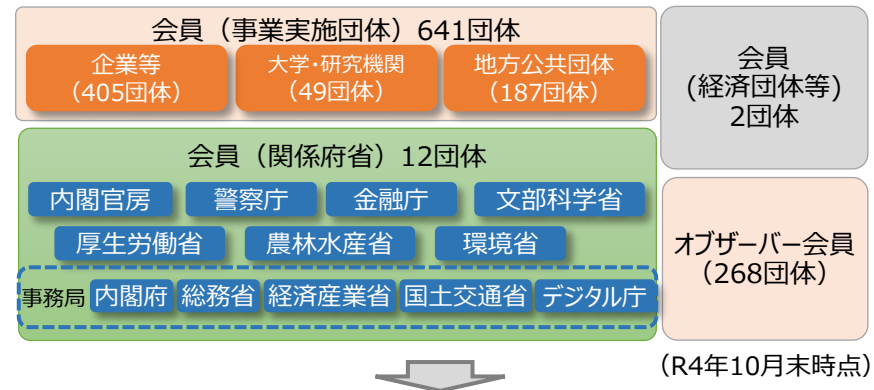 会員（事業実施団体）641団体
企業等
（405団体）
大学・研究機関
（49団体）
地方公共団体
（187団体）
会員
(経済団体等)
2団体
会員（関係府省）12団体
内閣官房
警察庁
金融庁
文部科学省
厚生労働省
農林水産省
環境省
事務局
内閣府
総務省
経済産業省
国土交通省
デジタル庁
オブザーバー会員
（268団体）
（R4年10月末時点）